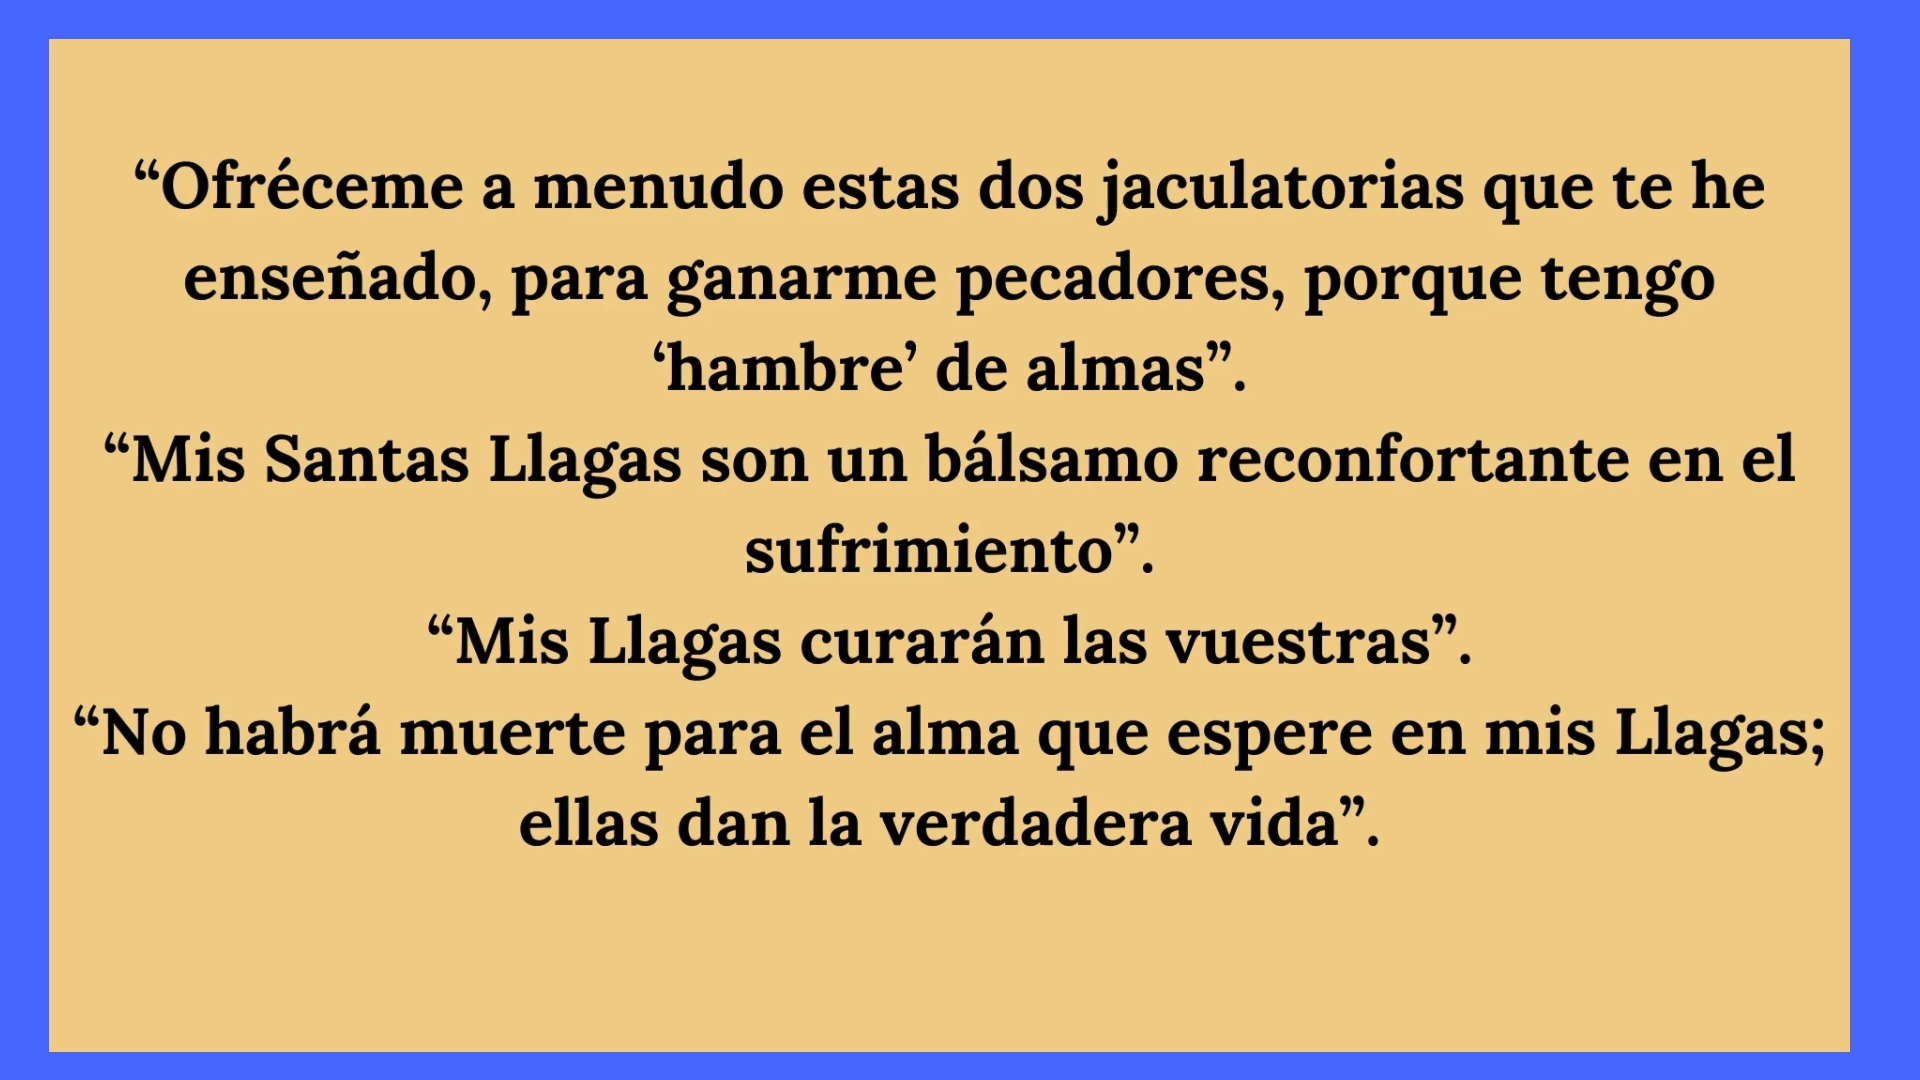 “Ofréceme a menudo estas dos jaculatorias que te he
enseñado, para ganarme pecadores, porque tengo
‘hambre’ de almas”.
“Mis Santas Llagas son un bálsamo reconfortante en el
sufrimiento”.
“Mis Llagas curarán las vuestras”.
“No habrá muerte para el alma que espere en mis Llagas;
ellas dan la verdadera vida”.